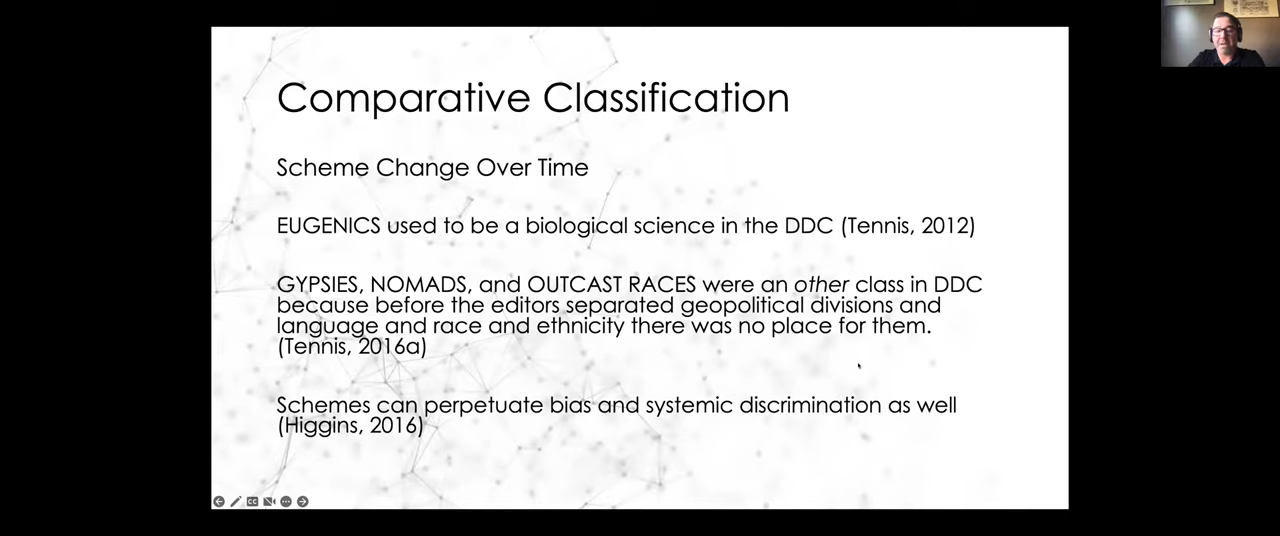 Comparative Classification
Scheme Change Over Time
EUGENICS used to be a biological science in the DDC (Tennis, 2012)
GYPSIES, NOMADS, and OUTCAST RACES were an other class in DDC
because before the editors separated geopolitical divisions and
language and race and ethnicity there was no place for them.
(Tennis, 2016a)
Schemes can perpetuate bias and systemic discrimination as well
(Higgins, 2016)